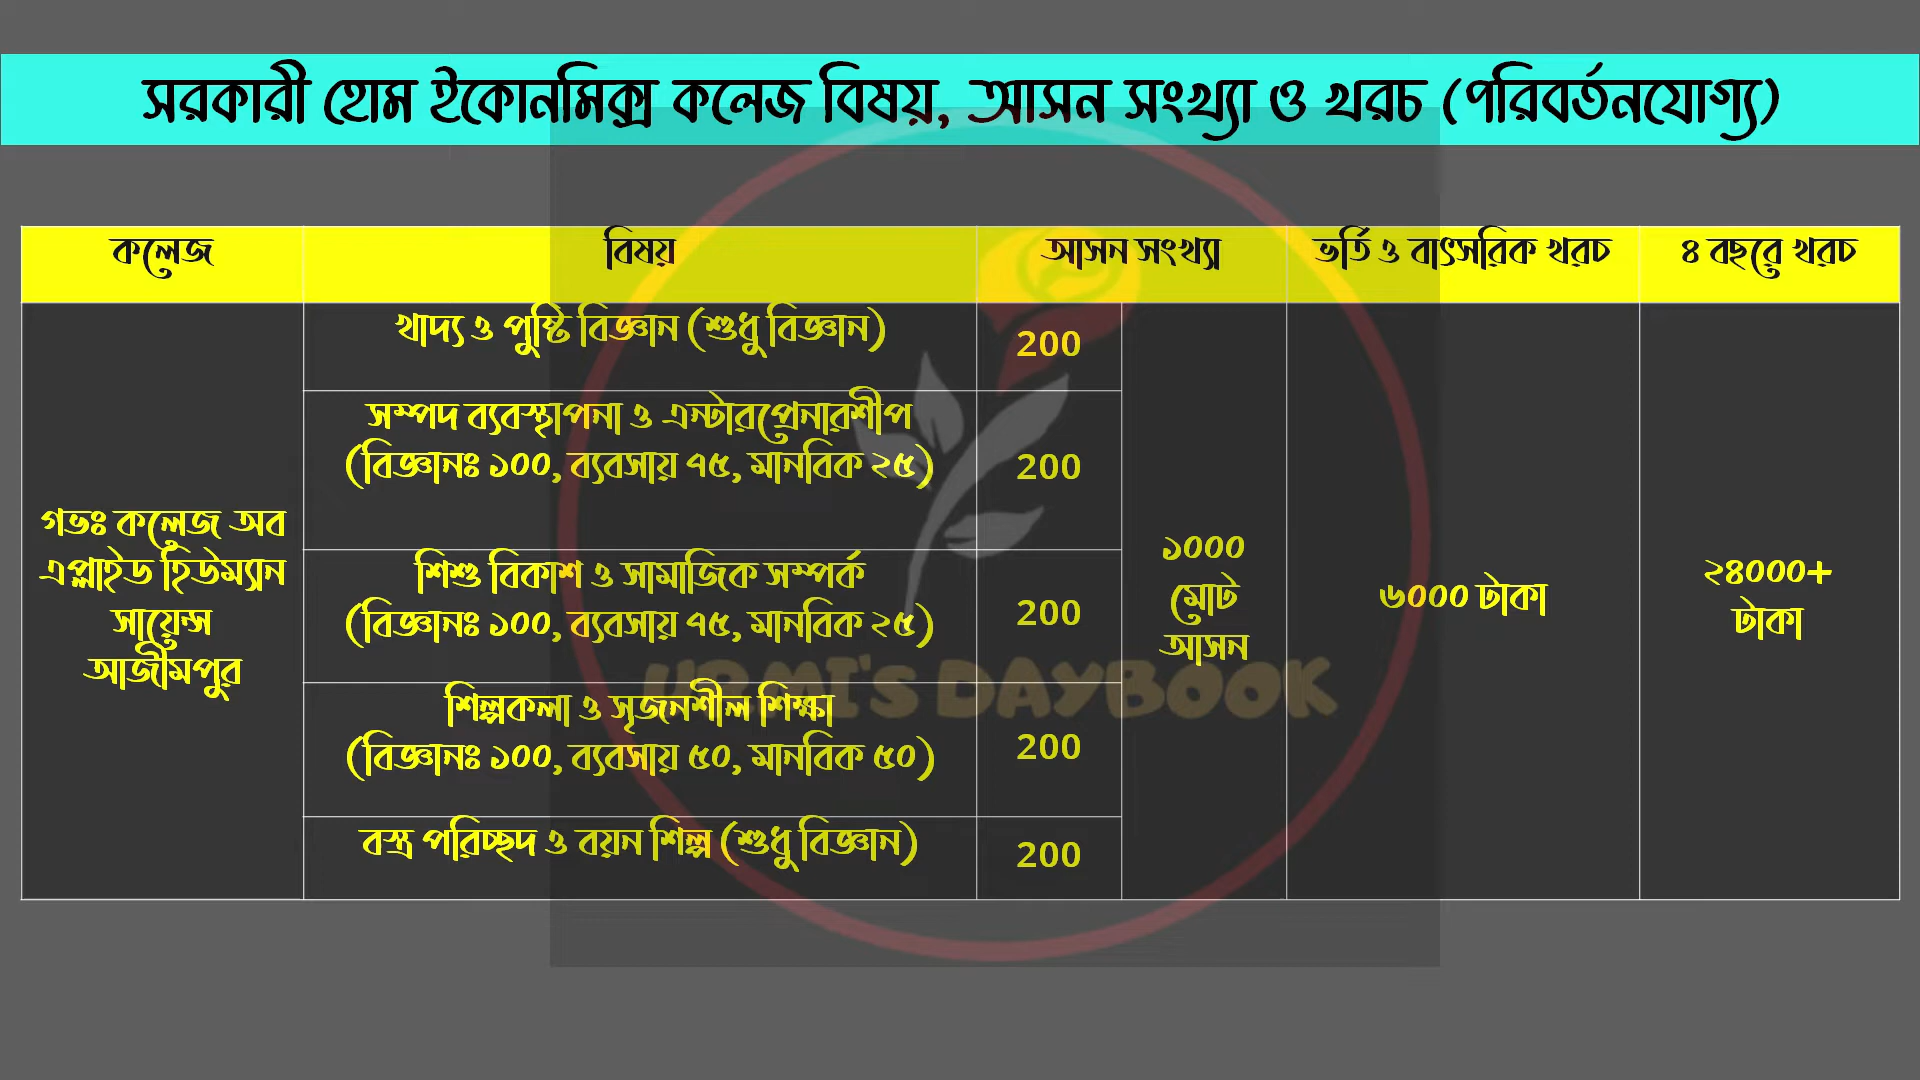 সরকারী হোম ইকোনমিক্স কলেজ বিষয়, আসন সংখ্যা ও খরচ (পরিবর্তনযোগ্য)
কলেজ
বিষয়
আসন সংখ্যা
ভর্তি ও বাৎসরিক খরচ
৪ বছরে খরচ
গভঃ কলেজ অব
এপ্লাইড হিউম্যান
সায়েন্স
আজীমপুর
খাদ্য ও পুষ্টি বিজ্ঞান (শুধু বিজ্ঞান)
200
সম্পদ ব্যবস্থাপনা ও এন্টারপ্রেনারশীপ
(বিজ্ঞানঃ ১০০, ব্যবসায় ৭৫, মানবিক ২৫)
200
শিশু বিকাশ ও সামাজিক সম্পর্ক
(বিজ্ঞানঃ ১০০, ব্যবসায় ৭৫, মানবিক ২৫)
200
শিল্পকলা ও সৃজনশীল শিক্ষা
(বিজ্ঞানঃ ১০০, ব্যবসায় ৫০, মানবিক ৫০)
200
বস্ত্র পরিচ্ছদ ও বয়ন শিল্প (শুধু বিজ্ঞান)
200
১০০০
মোট
আসন
৬০০০ টাকা
২৪০০০+
টাকা
URMI's DAYBOOK